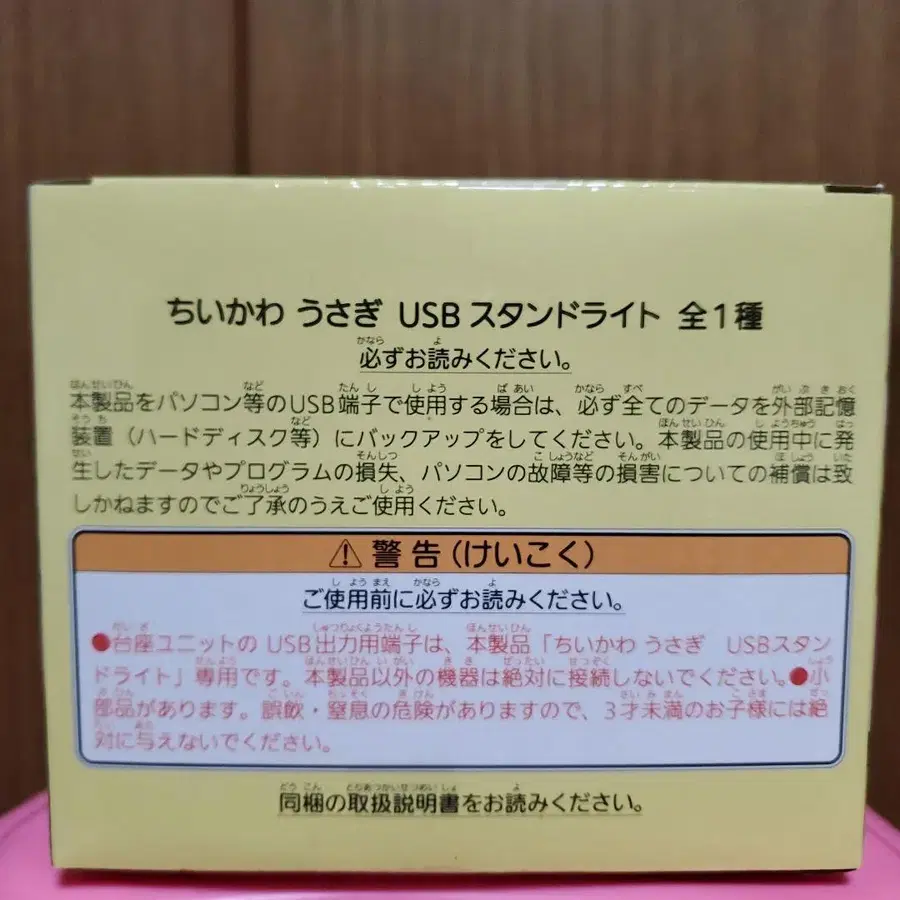 ちいかわ うさぎ USB スタンドライト 全1種
必ずお読みください。
本製品をパソコン等のUSB端子で使用する場合は、必ず全てのデータを外部記憶
装置（ハードディスク等）にバックアップをしてください。本製品の使用中に発
生したデータやプログラムの損失、パソコンの故障等の損害についての補償は致
しかねますのでご了承のうえご使用ください。
⚠ 警告（けいこく）
ご使用前に必ずお読みください。
●台座ユニットの USB出力用端子は、本製品「ちいかわ うさぎ USBスタン
ドライト」専用です。本製品以外の機器は絶対に接続しないでください。●小
部品があります。誤飲・窒息の危険がありますので、3才未満のお子様には絶
対に与えないでください。
同梱の取扱説明書をお読みください。